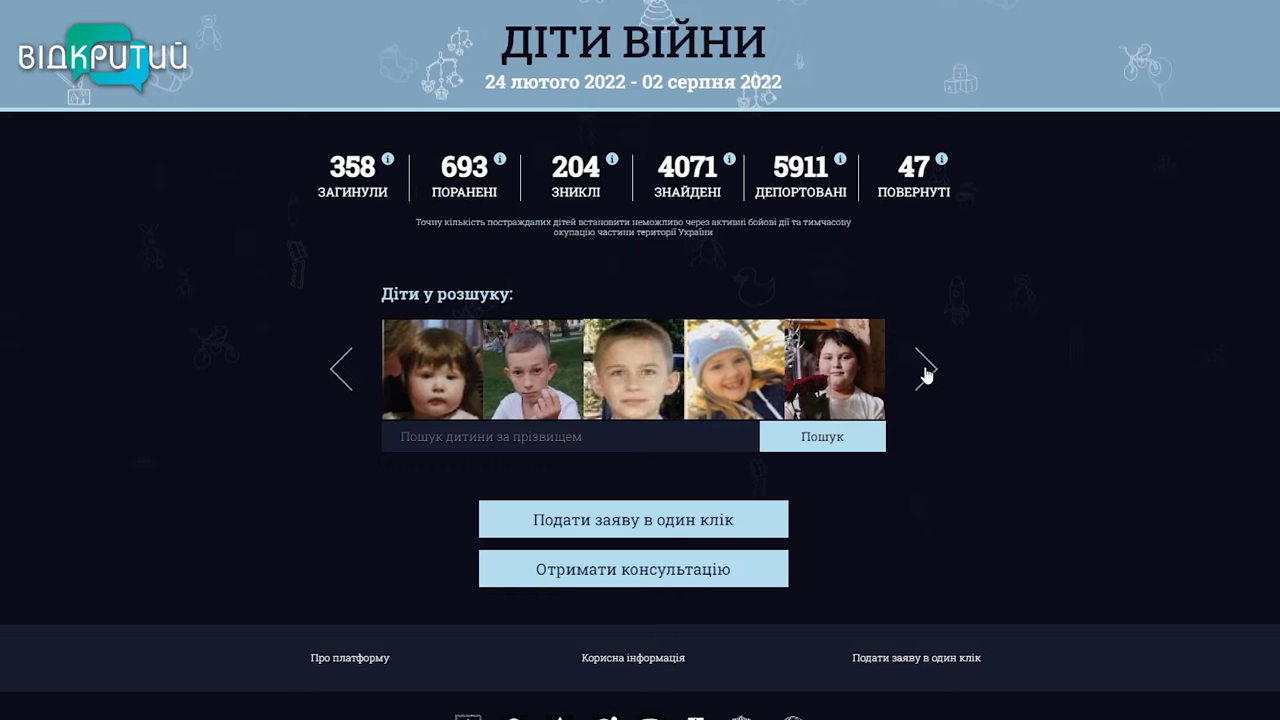 ВІДКРИТИЙ
ДІТИ ВІЙНИ
24 лютого 2022 - 02 серпня 2022
358 693 204 4071 5911 47
ЗАГИНУЛИ ПОРАНЕНІ ЗНИКЛІ ЗНАЙДЕНІ ДЕПОРТОВАНІ ПОВЕРНУТІ
Точну кількість постраждалих дітей встановити неможливо через активні бойові дії та тимчасову
окупацію частини території України
Діти у розшуку:
Пошук дитини за прізвищем Пошук
Подати заяву в один клік
Отримати консультацію
Про платформу Корисна інформація Подати заяву в один клік